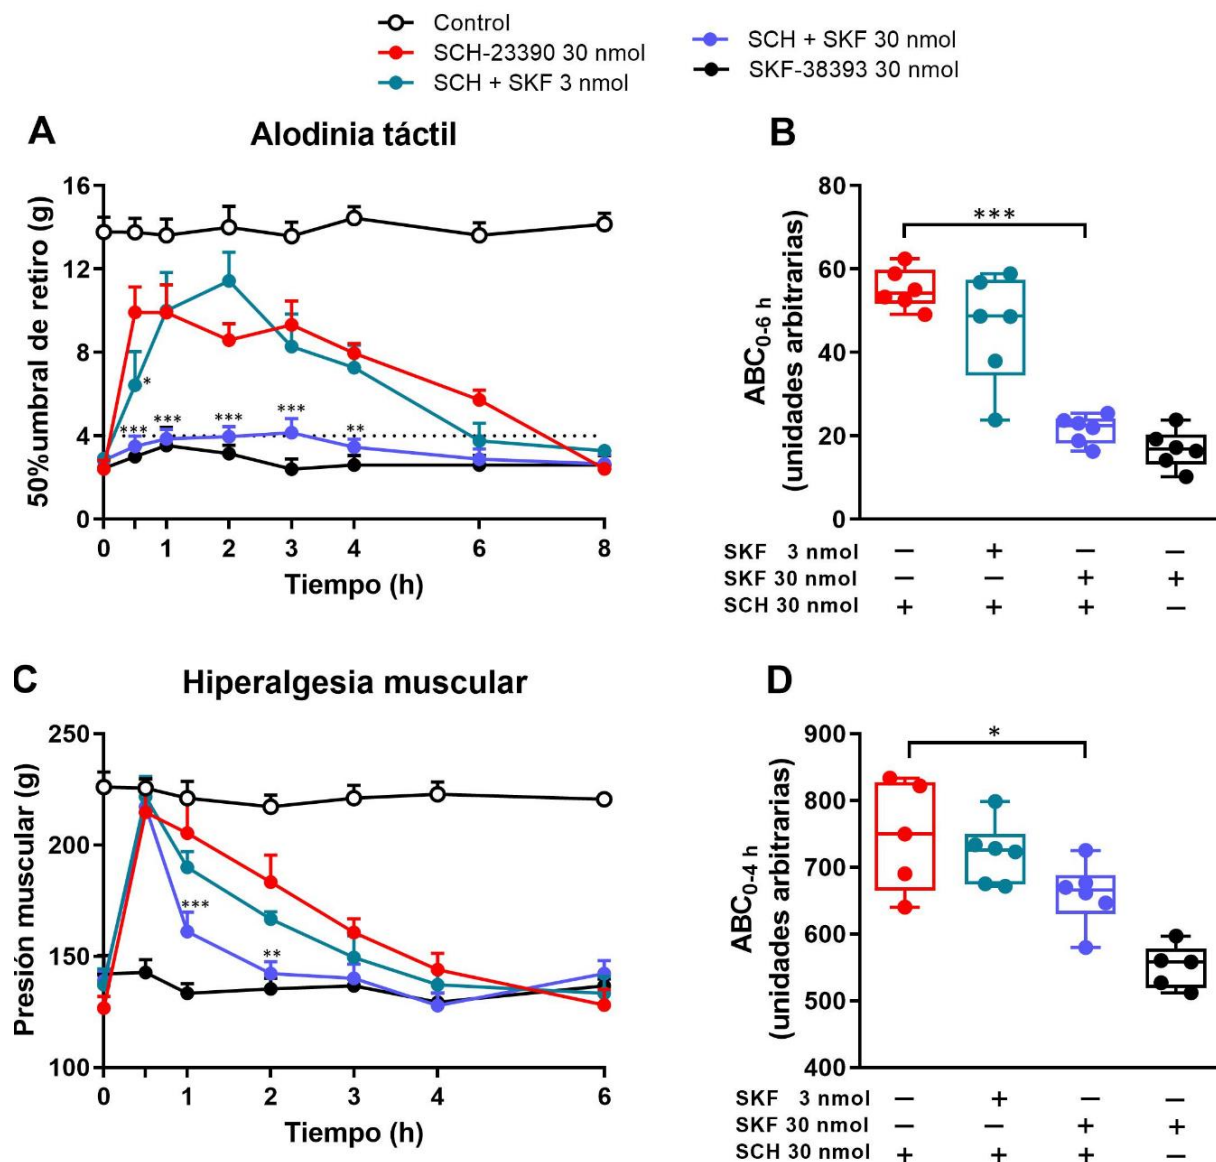 Control
SCH-23390 30 nmol
SCH + SKF 3 nmol
SCH + SKF 30 nmol
SKF-38393 30 nmol
A
Alodinia táctil
50%umbral de retiro (g)
16
12
8
4
0
*
***
***
***
***
**
0 1 2 3 4 6 8
Tiempo (h)
B
ABC0-6 h
(unidades arbitrarias)
80
60
40
20
0
***
SKF 3 nmol − + − −
SKF 30 nmol − − + +
SCH 30 nmol + + + −
C
Hiperalgesia muscular
Presión muscular (g)
250
200
150
100
***
**
0 1 2 3 4 6
Tiempo (h)
D
ABC0-4 h
(unidades arbitrarias)
900
800
700
600
500
400
*
SKF 3 nmol − + − −
SKF 30 nmol − − + +
SCH 30 nmol + + + −